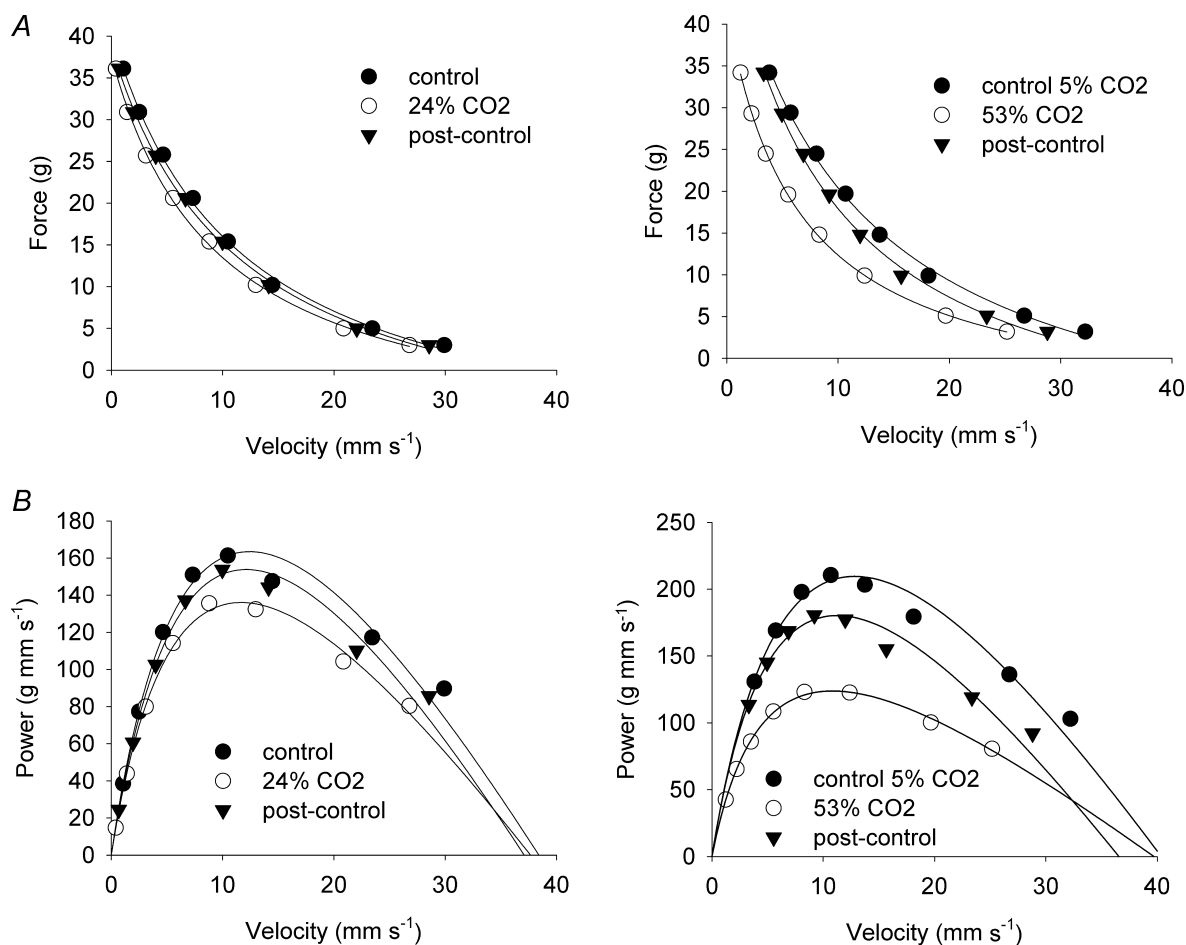 A
40
35
30
25
20
15
10
5
0
Force (g)
0 10 20 30 40
Velocity (mm s-1)
control
24% CO2
post-control
40
35
30
25
20
15
10
5
0
Force (g)
0 10 20 30 40
Velocity (mm s-1)
control 5% CO2
53% CO2
post-control
B
180
160
140
120
100
80
60
40
20
0
Power (g mm s-1)
control
24% CO2
post-control
0 10 20 30 40
Velocity (mm s-1)
250
200
150
100
50
0
Power (g mm s-1)
control 5% CO2
53% CO2
post-control
0 10 20 30 40
Velocity (mm s-1)